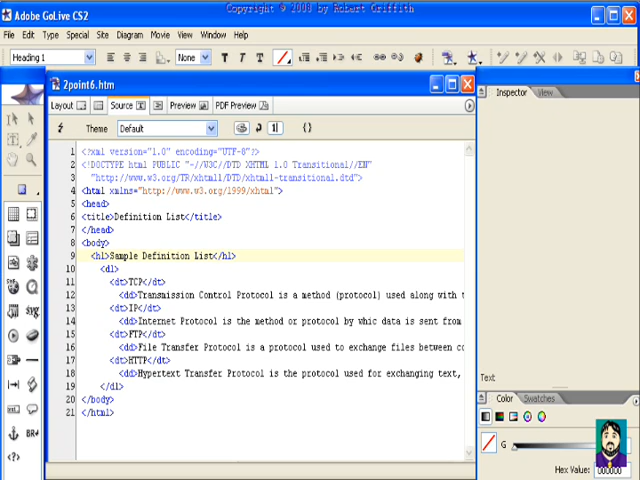 Copyright © 2008 by Robert Griffith
Adobe GoLive CS2
File Edit Type Special Site Diagram Movie View Window Help
Heading 1 None T T T
2point6.htm
Layout Source Preview PDF Preview
Inspector View
Theme Default
1 <?xml version="1.0" encoding="UTF-8"?>
2 <!DOCTYPE html PUBLIC "-//W3C//DTD XHTML 1.0 Transitional//EN"
3 "http://www.w3.org/TR/xhtml1/DTD/xhtml1-transitional.dtd">
4 <html xmlns="http://www.w3.org/1999/xhtml">
5 <head>
6 <title>Definition List</title>
7 </head>
8 <body>
9 <h1>Sample Definition List</h1>
10 <dl>
11 <dt>TCP</dt>
12 <dd>Transmission Control Protocol is a method (protocol) used along with t
13 <dt>IP</dt>
14 <dd>Internet Protocol is the method or protocol by whic data is sent from
15 <dt>FTP</dt>
16 <dd>File Transfer Protocol is a protocol used to exchange files between co
17 <dt>HTTP</dt>
18 <dd>Hypertext Transfer Protocol is the protocol used for exchanging text,
19 </dl>
20 </body>
21 </html>
Text
Color Swatches
G
Hex Value: 000000
BR
<?>